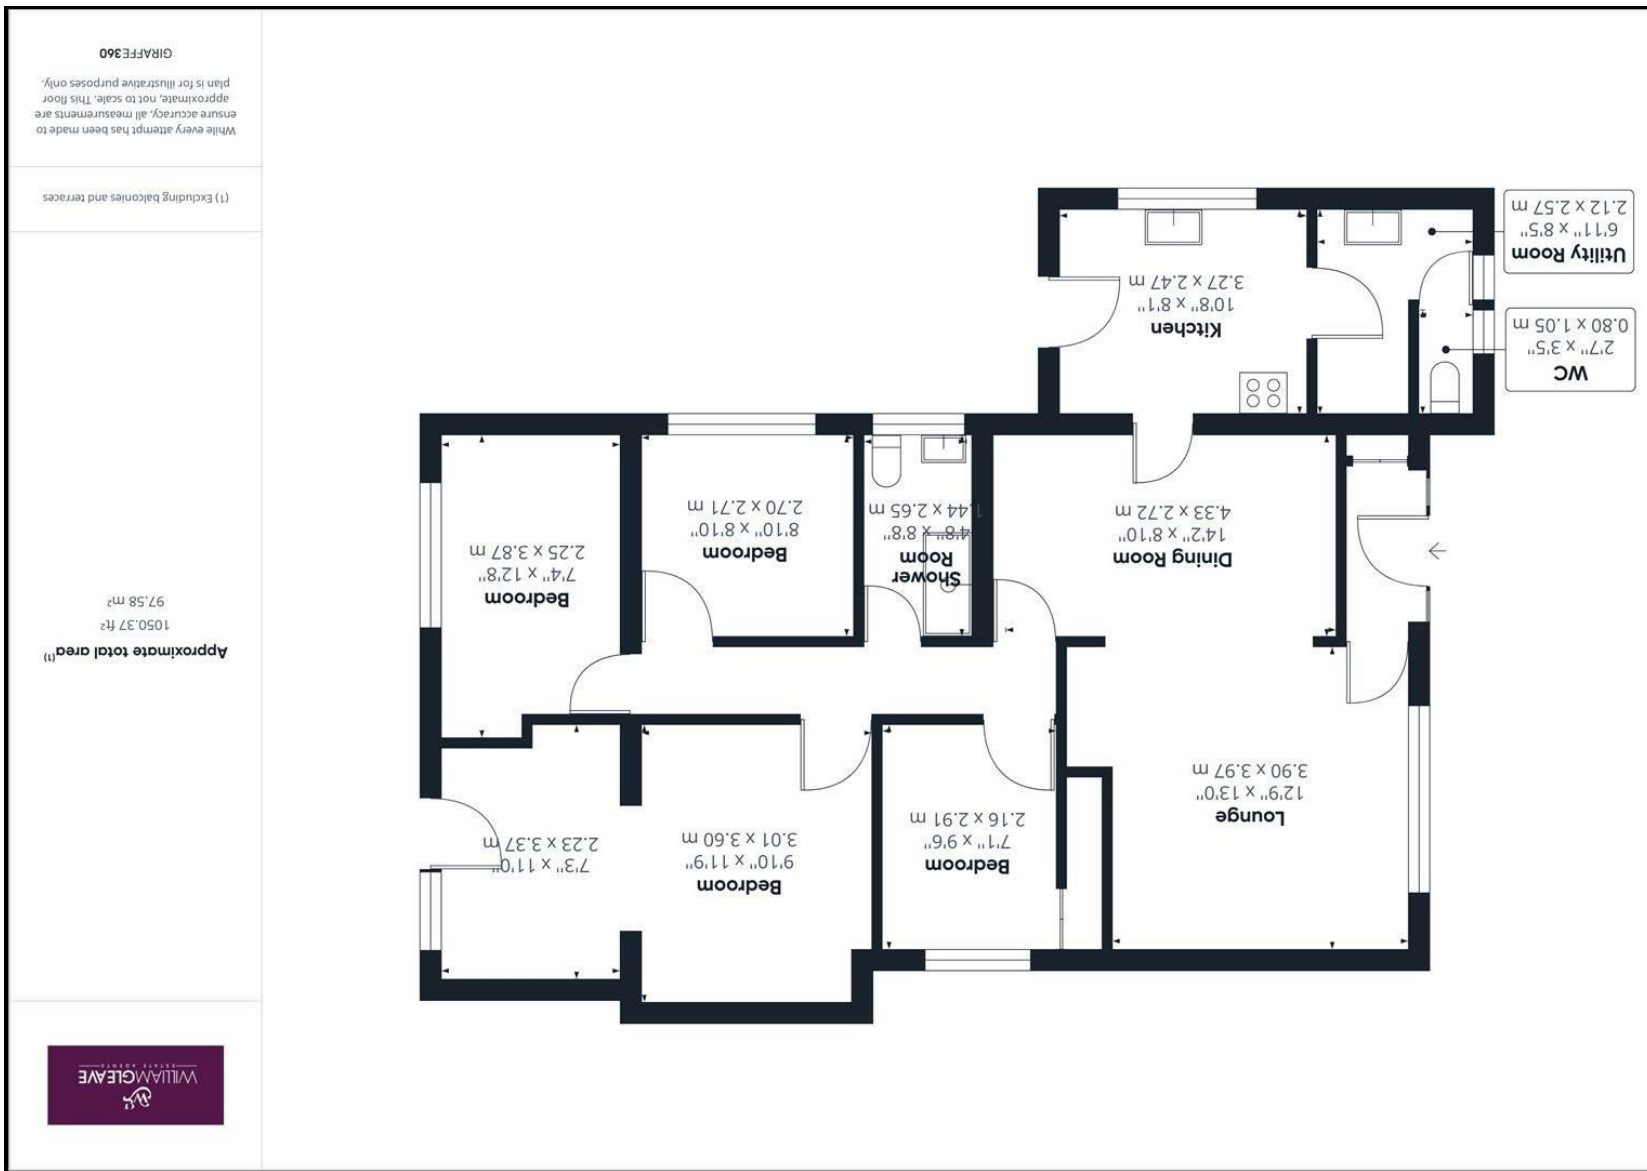 Lounge
12'9" x 13'0"
3.90 x 3.97 m
Bedroom
7'1" x 9'6"
2.16 x 2.91 m
Bedroom
9'10" x 11'9"
3.01 x 3.60 m
7'3" x 11'0"
2.23 x 3.37 m
Dining Room
14'2" x 8'10"
4.33 x 2.72 m
Shower
Room
4'8" x 8'8"
1.44 x 2.65 m
Bedroom
8'10" x 8'10"
2.70 x 2.71 m
Bedroom
7'4" x 12'8"
2.25 x 3.87 m
WC
2'7" x 3'5"
0.80 x 1.05 m
Utility Room
6'11" x 8'5"
2.12 x 2.57 m
Kitchen
10'8" x 8'1"
3.27 x 2.47 m
WG
WILLIAMGLEAVE
ESTATE AGENTS
Approximate total area(1)
1050.37 ft²
97.58 m²
(1) Excluding balconies and terraces
While every attempt has been made to
ensure accuracy, all measurements are
approximate, not to scale. This floor
plan is for illustrative purposes only.
GIRAFFE360